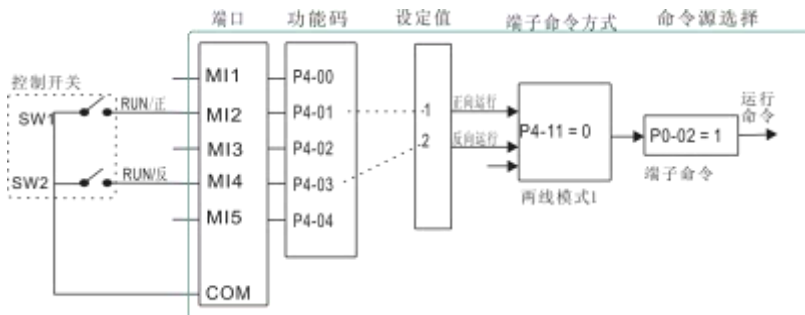 端口
功能码
设定值
端子命令方式
命令源选择
控制开关
SW1
RUN/正
SW2
RUN/反
MI1
MI2
MI3
MI4
MI5
COM
P4-00
P4-01
P4-02
P4-03
P4-04
1
2
正向运行
反向运行
P4-11 = 0
两线模式1
P0-02 = 1
端子命令
运行
命令